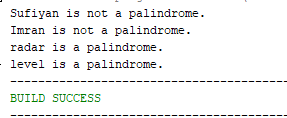 Sufiyan is not a palindrome.
Imran is not a palindrome.
radar is a palindrome.
level is a palindrome.
----------------------------------------
BUILD SUCCESS
----------------------------------------